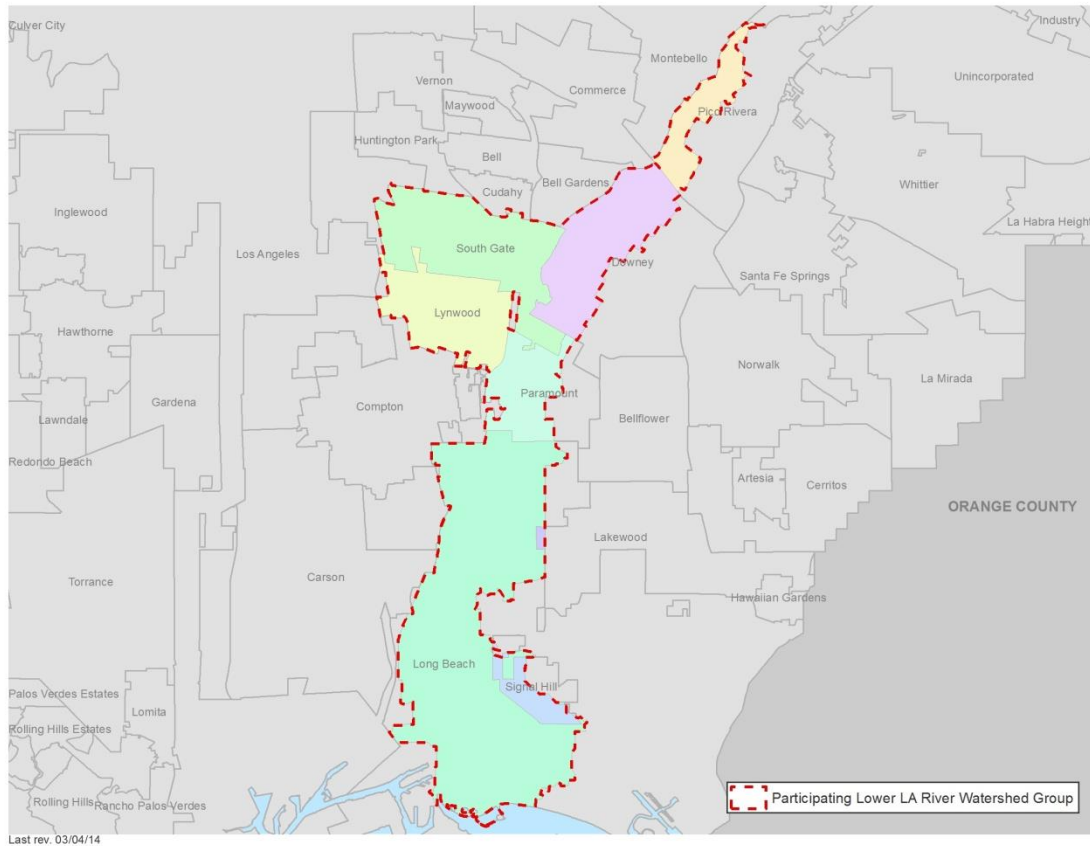 Culver City
Industry
Montebello
Unincorporated
Vernon
Commerce
Maywood
Pico Rivera
Huntington Park
Bell
Whittier
Cudahy
Bell Gardens
Inglewood
La Habra Height
South Gate
Los Angeles
Downey
Santa Fe Springs
Lynwood
Hawthorne
Norwalk
La Mirada
Paramount
Gardena
Compton
Bellflower
Lawndale
Redondo Beach
Artesia
Cerritos
ORANGE COUNTY
Lakewood
Carson
Torrance
Hawaiian Gardens
Long Beach
Signal Hill
Palos Verdes Estates
Lomita
Rolling Hills Estates
Rolling Hills
Rancho Palos Verdes
Participating Lower LA River Watershed Group
Last rev. 03/04/14